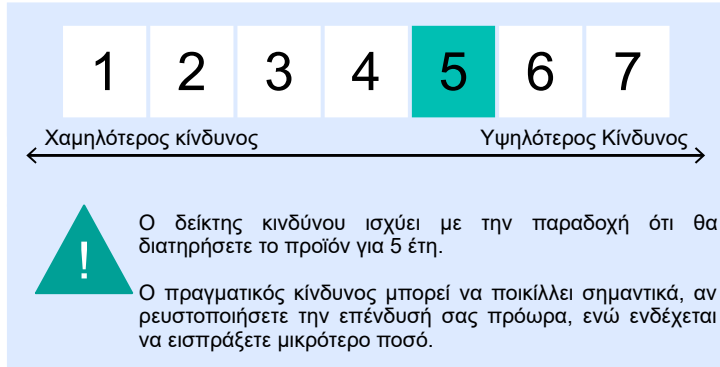 1 2 3 4 5 6 7
Χαμηλότερος κίνδυνος Υψηλότερος Κίνδυνος
!
Ο δείκτης κινδύνου ισχύει με την παραδοχή ότι θα
διατηρήσετε το προϊόν για 5 έτη.
Ο πραγματικός κίνδυνος μπορεί να ποικίλλει σημαντικά, αν
ρευστοποιήσετε την επένδυσή σας πρόωρα, ενώ ενδέχεται
να εισπράξετε μικρότερο ποσό.